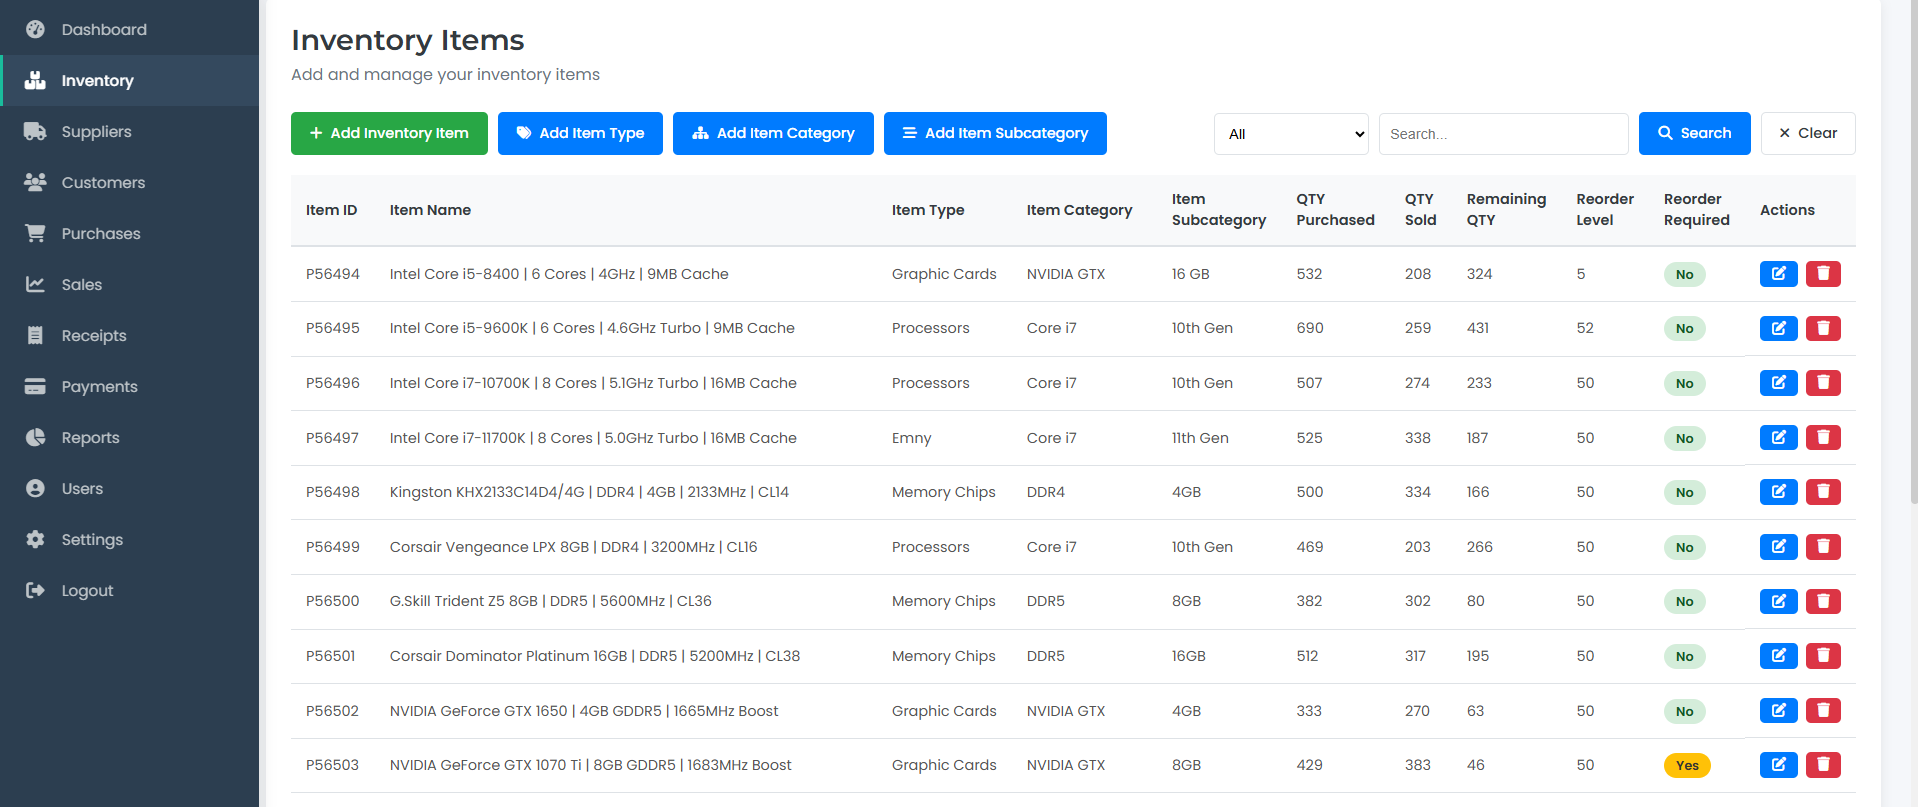 Dashboard
Inventory
Suppliers
Customers
Purchases
Sales
Receipts
Payments
Reports
Users
Settings
Logout
Inventory Items
Add and manage your inventory items
Add Inventory Item Add Item Type Add Item Category Add Item Subcategory All Search... Search Clear
Item ID Item Name Item Type Item Category Item Subcategory QTY Purchased QTY Sold Remaining QTY Reorder Level Reorder Required Actions
P56494 Intel Core i5-8400 | 6 Cores | 4GHz | 9MB Cache Graphic Cards NVIDIA GTX 16 GB 532 208 324 5 No
P56495 Intel Core i5-9600K | 6 Cores | 4.6GHz Turbo | 9MB Cache Processors Core i7 10th Gen 690 259 431 52 No
P56496 Intel Core i7-10700K | 8 Cores | 5.1GHz Turbo | 16MB Cache Processors Core i7 10th Gen 507 274 233 50 No
P56497 Intel Core i7-11700K | 8 Cores | 5.0GHz Turbo | 16MB Cache Emny Core i7 11th Gen 525 338 187 50 No
P56498 Kingston KHX2133C14D4/4G | DDR4 | 4GB | 2133MHz | CL14 Memory Chips DDR4 4GB 500 334 166 50 No
P56499 Corsair Vengeance LPX 8GB | DDR4 | 3200MHz | CL16 Processors Core i7 10th Gen 469 203 266 50 No
P56500 G.Skill Trident Z5 8GB | DDR5 | 5600MHz | CL36 Memory Chips DDR5 8GB 382 302 80 50 No
P56501 Corsair Dominator Platinum 16GB | DDR5 | 5200MHz | CL38 Memory Chips DDR5 16GB 512 317 195 50 No
P56502 NVIDIA GeForce GTX 1650 | 4GB GDDR5 | 1665MHz Boost Graphic Cards NVIDIA GTX 4GB 333 270 63 50 No
P56503 NVIDIA GeForce GTX 1070 Ti | 8GB GDDR5 | 1683MHz Boost Graphic Cards NVIDIA GTX 8GB 429 383 46 50 Yes